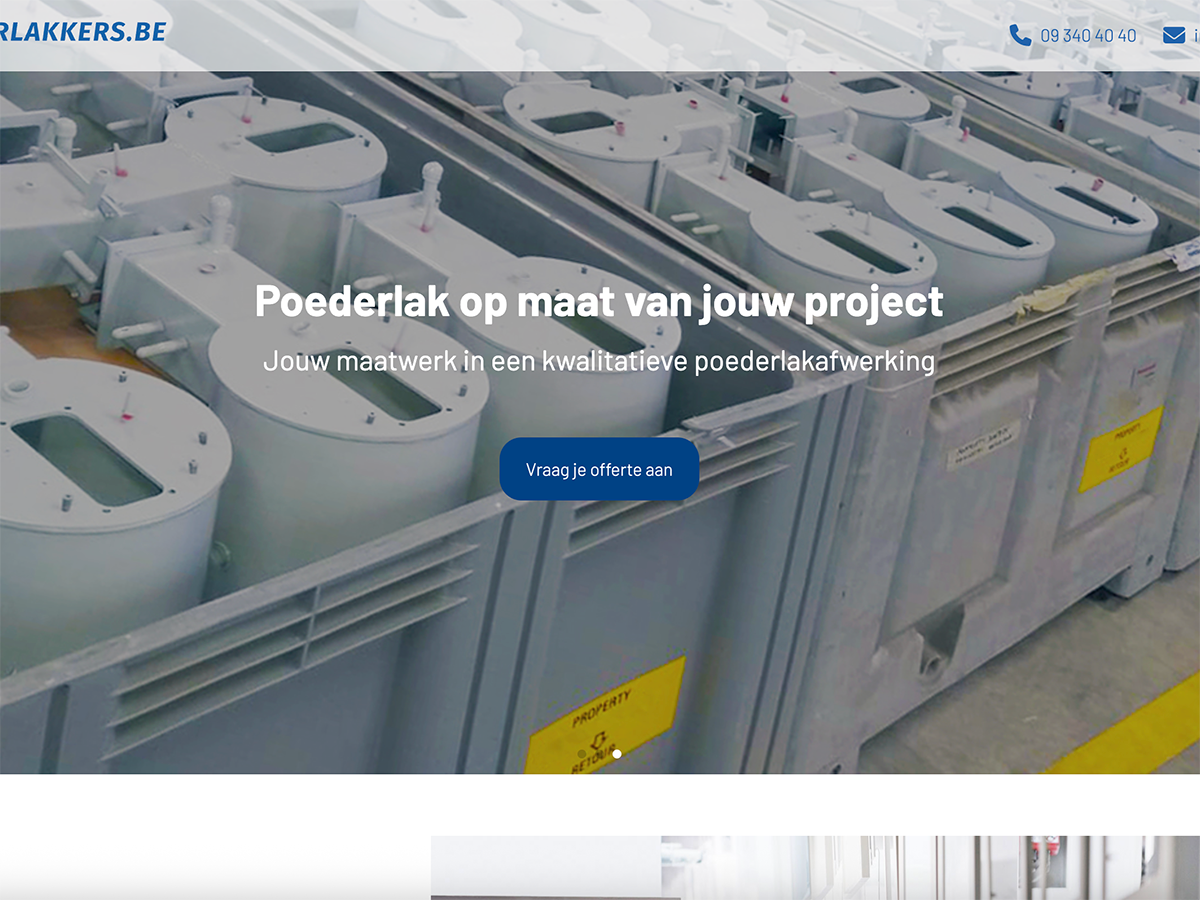 RLAKKERS.BE
09 340 40 40
Poederlak op maat van jouw project
Jouw maatwerk in een kwalitatieve poederlakafwerking
Vraag je offerte aan
PROPERTY
RETOUR
PROPERTY
RETOUR